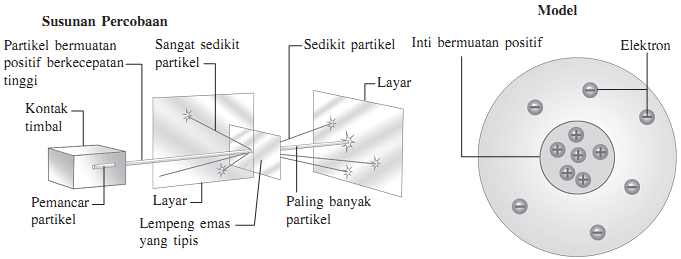 Susunan Percobaan
Partikel bermuatan
positif berkecepatan
tinggi
Sangat sedikit
partikel
Sedikit partikel
Layar
Kontak
timbal
Pemancar
partikel
Layar
Lempeng emas
yang tipis
Paling banyak
partikel
Model
Inti bermuatan positif
Elektron